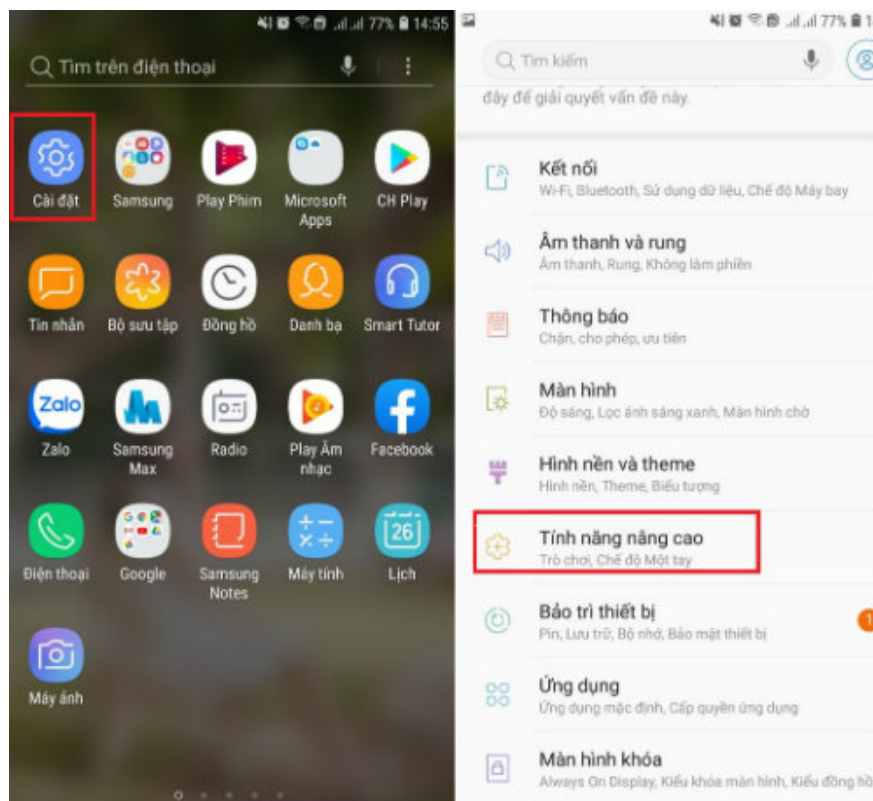 77% 14:55
Tìm trên điện thoại
Cài đặt
Samsung
Play Phim
Microsoft Apps
CH Play
Tin nhắn
Bộ sưu tập
Đồng hồ
Danh bạ
Smart Tutor
Zalo
Zalo
Samsung Max
Radio
Play Âm nhạc
Facebook
26
Điện thoại
Google
Samsung Notes
Máy tính
Lịch
Máy ảnh
77% 1
Tìm kiếm
đây để giải quyết vấn đề này.
Kết nối
Wi-Fi, Bluetooth, Sử dụng dữ liệu, Chế độ Máy bay
Âm thanh và rung
Âm thanh, Rung, Không làm phiền
Thông báo
Chặn, cho phép, ưu tiên
Màn hình
Độ sáng, Lọc ánh sáng xanh, Màn hình chờ
Hình nền và theme
Hình nền, Theme, Biểu tượng
Tính năng nâng cao
Trò chơi, Chế độ Một tay
Bảo trì thiết bị
Pin, Lưu trữ, Bộ nhớ, Bảo mật thiết bị
1
Ứng dụng
Ứng dụng mặc định, Cấp quyền ứng dụng
Màn hình khóa
Always On Display, Kiểu khóa màn hình, Kiểu đồng hồ